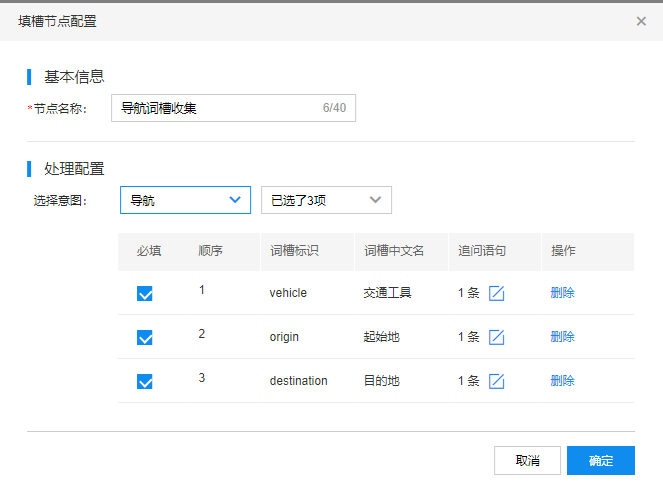 填槽节点配置
基本信息
*节点名称： 导航词槽收集 6/40
处理配置
选择意图： 导航 已选了3项
必填 顺序 词槽标识 词槽中文名 追问语句 操作
1 vehicle 交通工具 1 条 删除
2 origin 起始地 1 条 删除
3 destination 目的地 1 条 删除
取消 确定